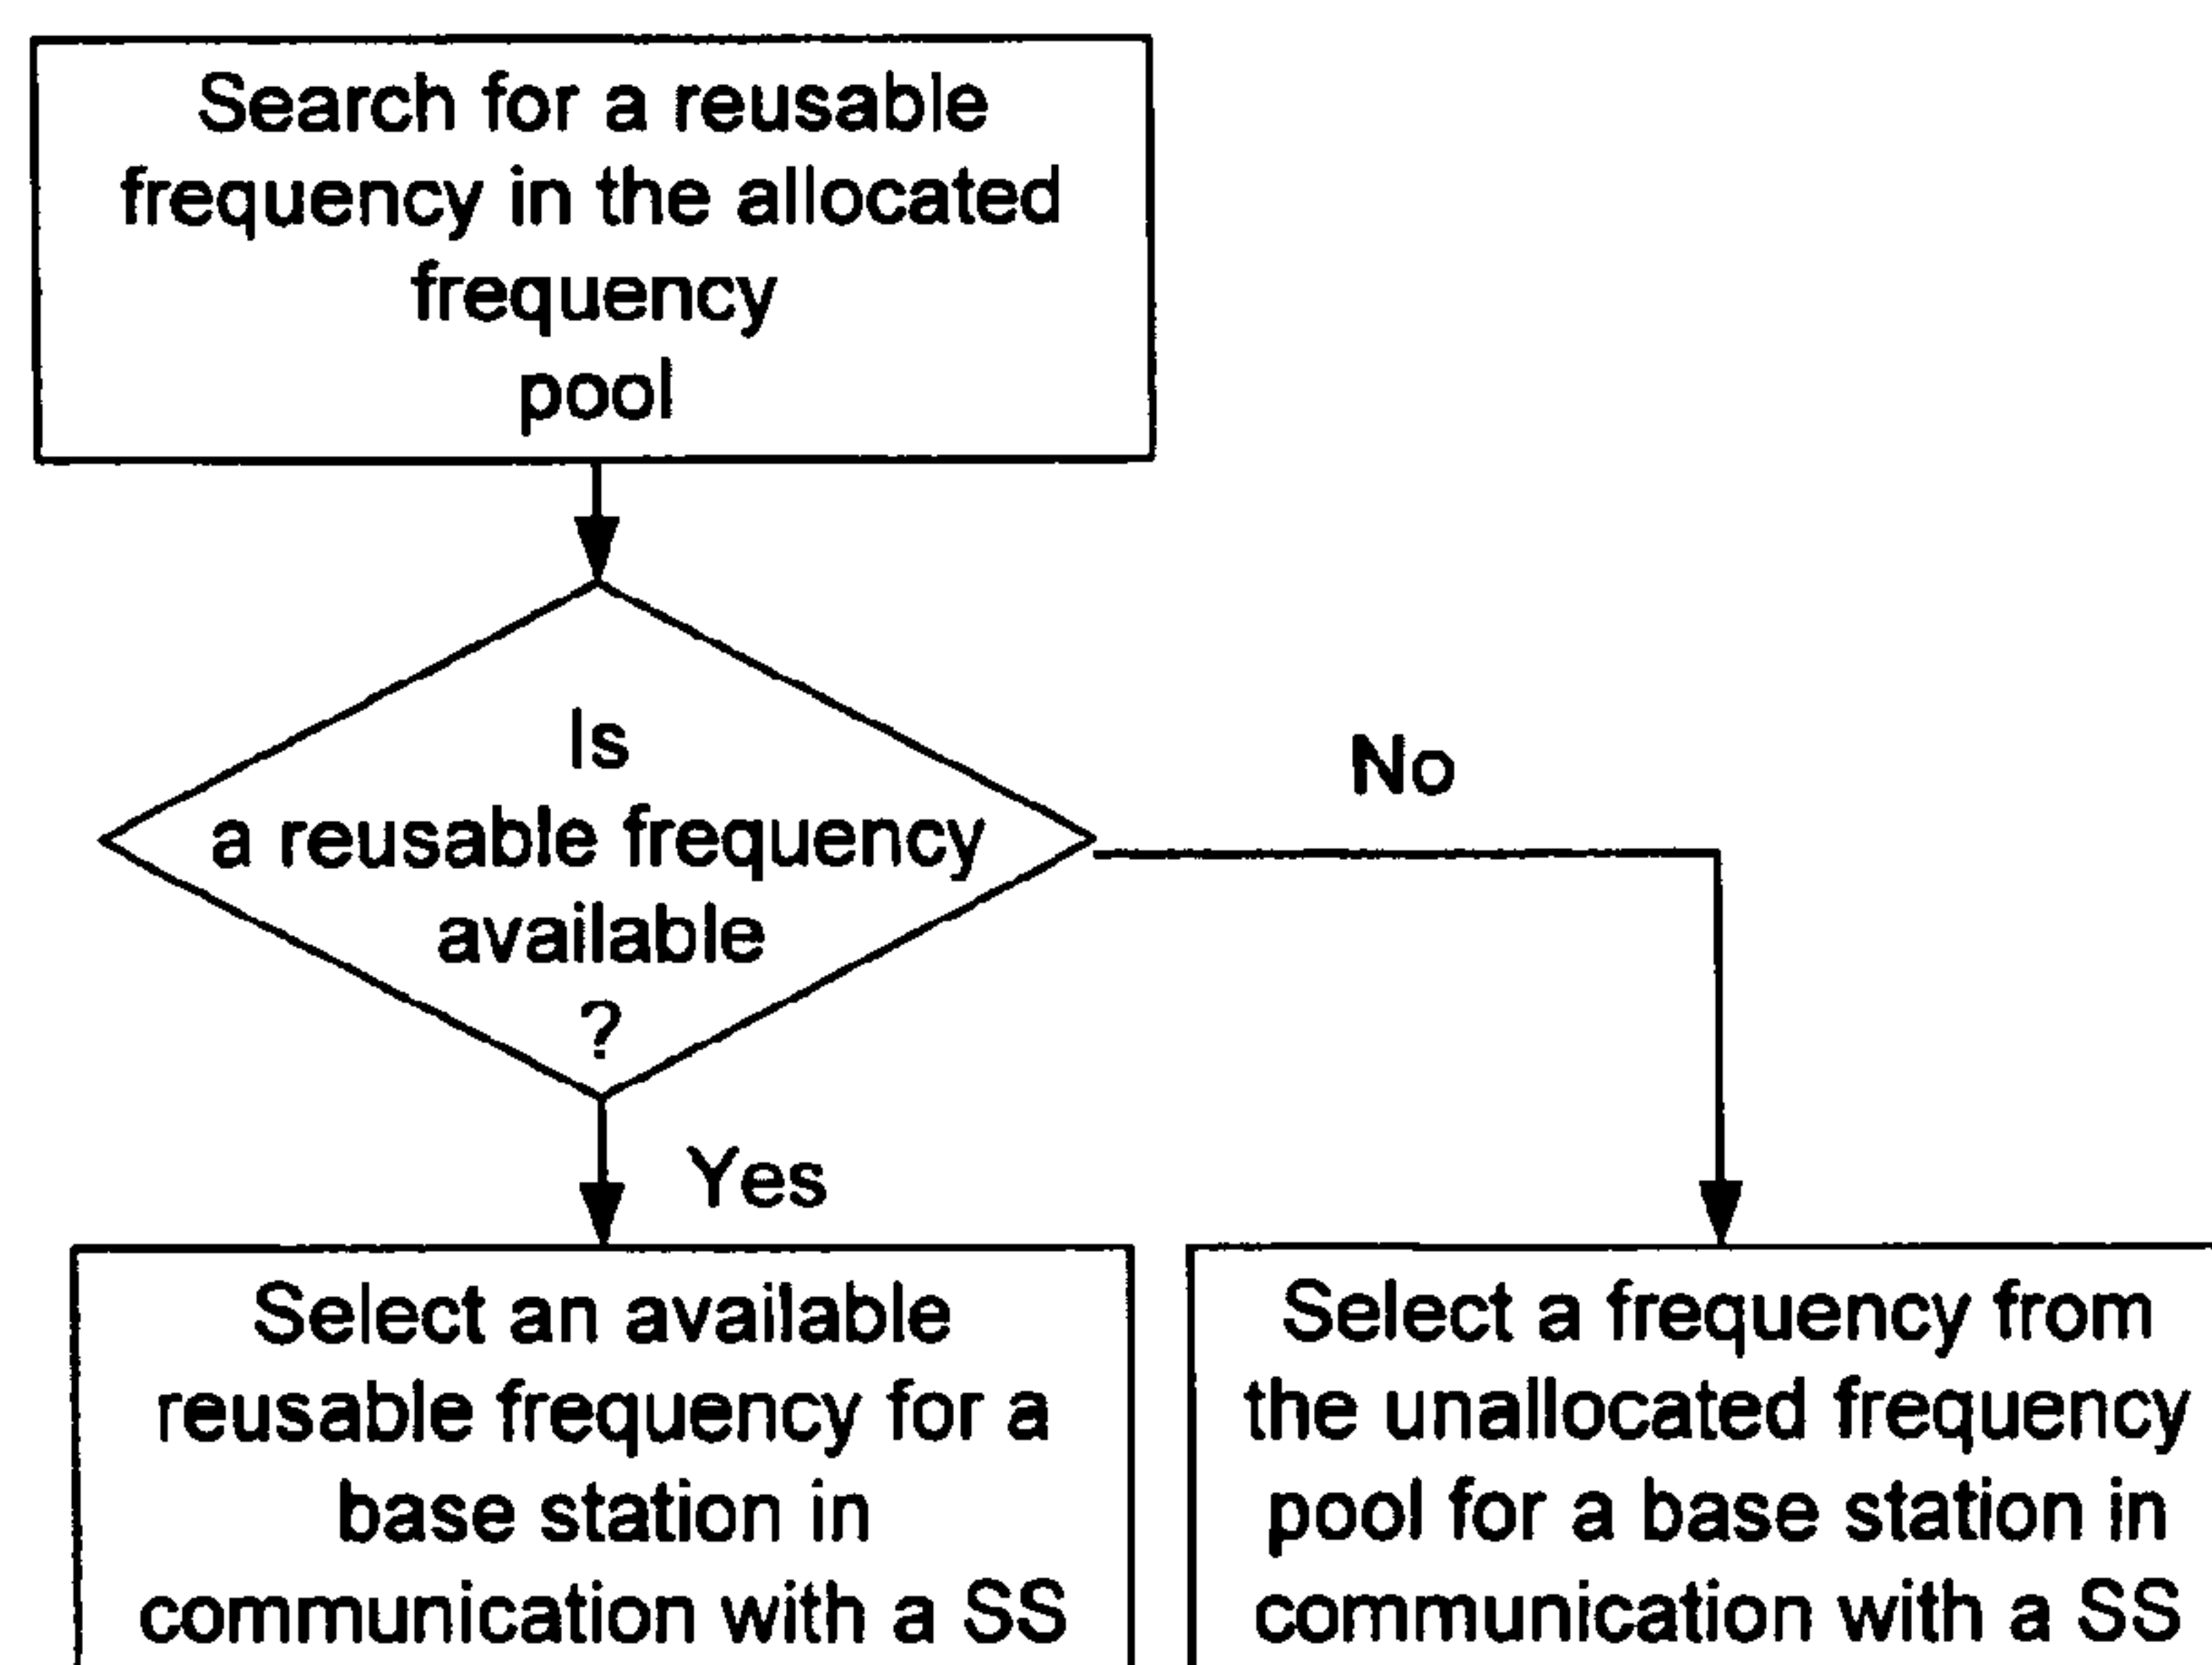 Search for a reusable
frequency in the allocated
frequency
pool
Is
a reusable frequency
available
?
No
Yes
Select an available
reusable frequency for a
base station in
communication with a SS
Select a frequency from
the unallocated frequency
pool for a base station in
communication with a SS